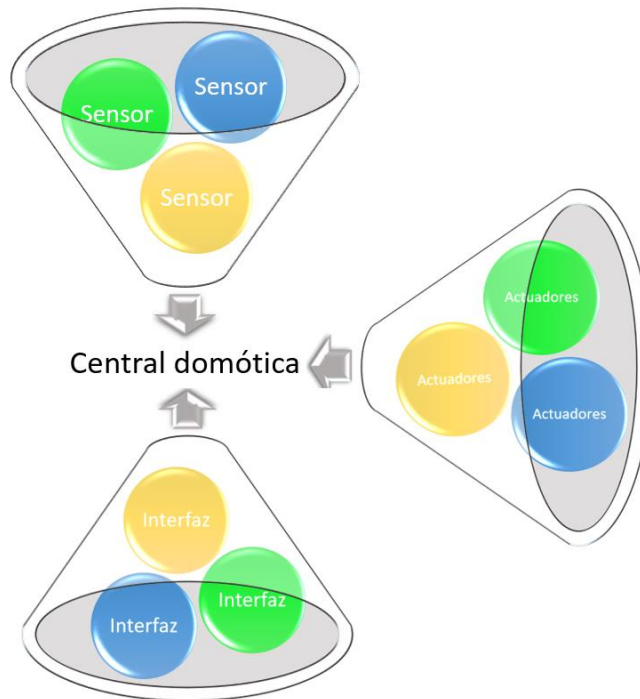 Sensor
Sensor
Sensor
Actuadores
Actuadores
Actuadores
Central domótica
Interfaz
Interfaz
Interfaz